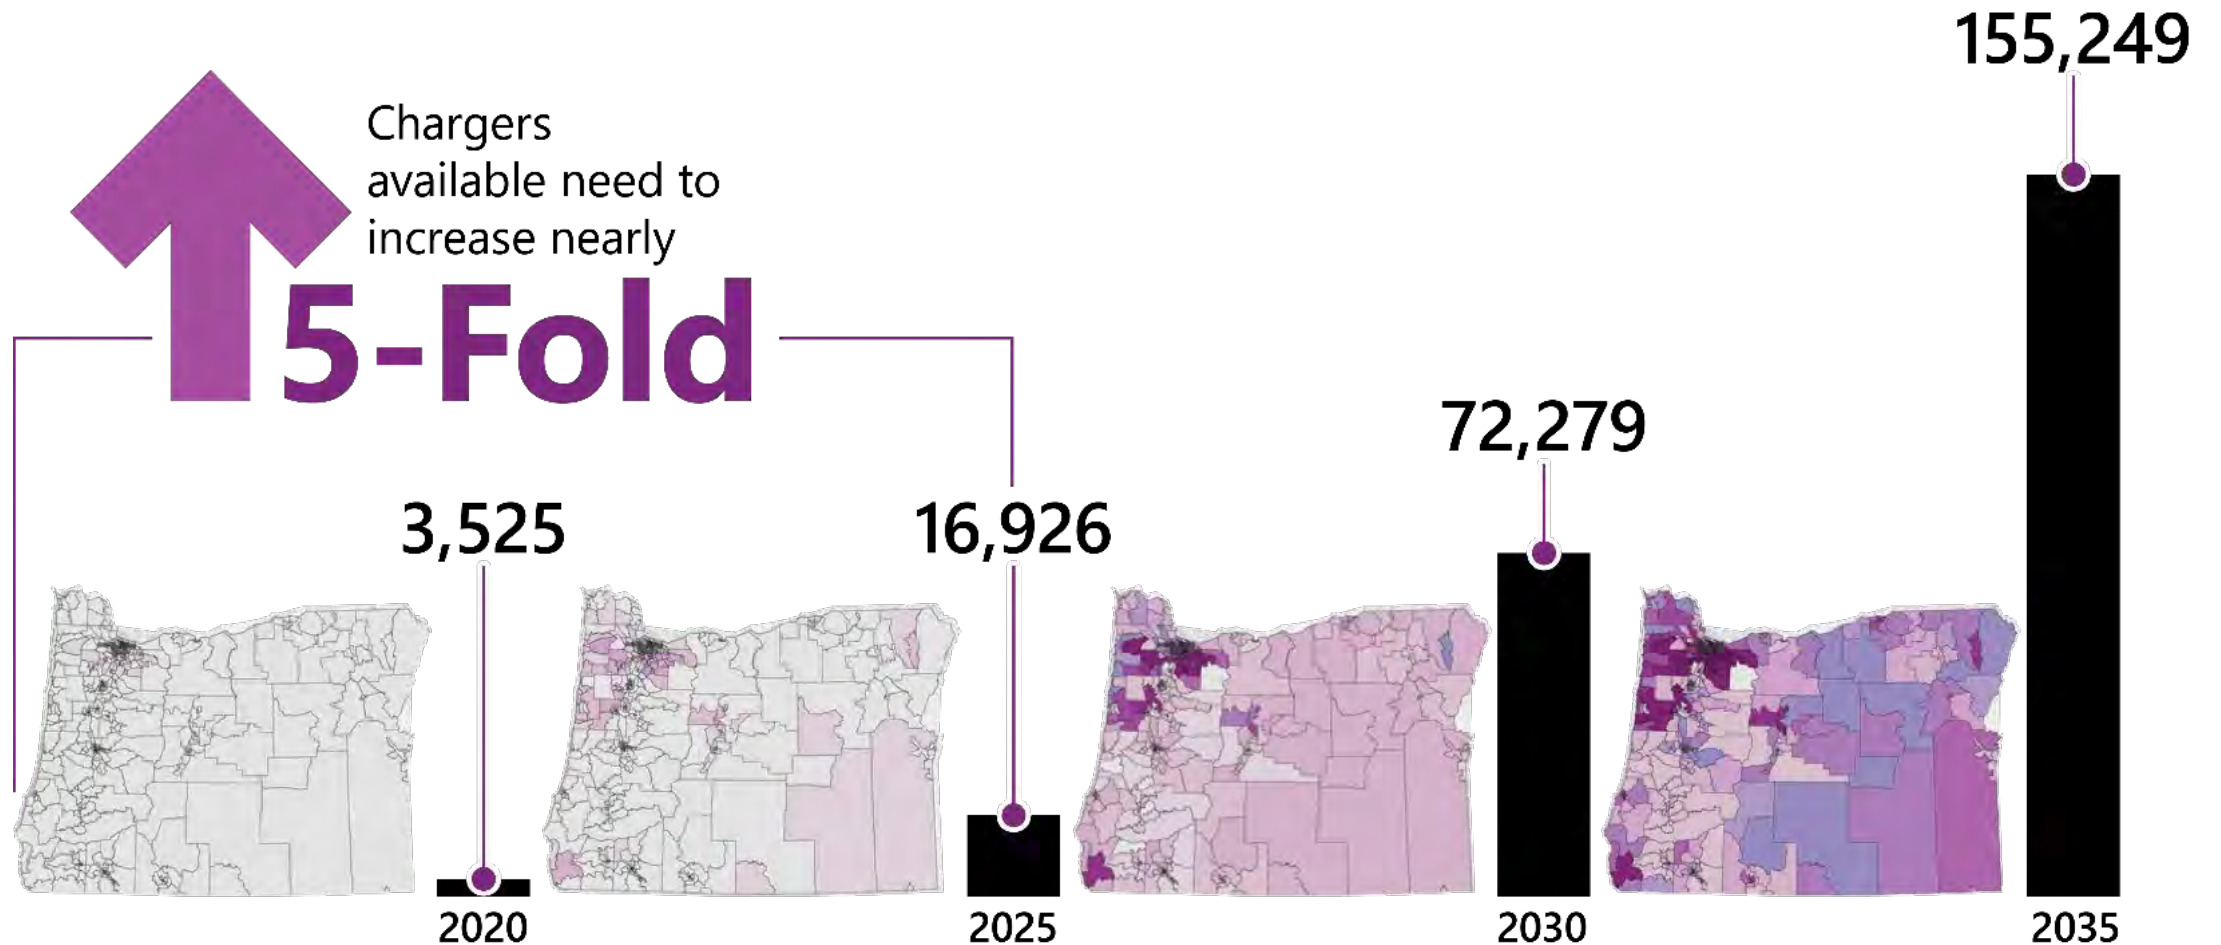 Chargers
available need to
increase nearly
5-Fold
3,525
16,926
72,279
155,249
2020
2025
2030
2035